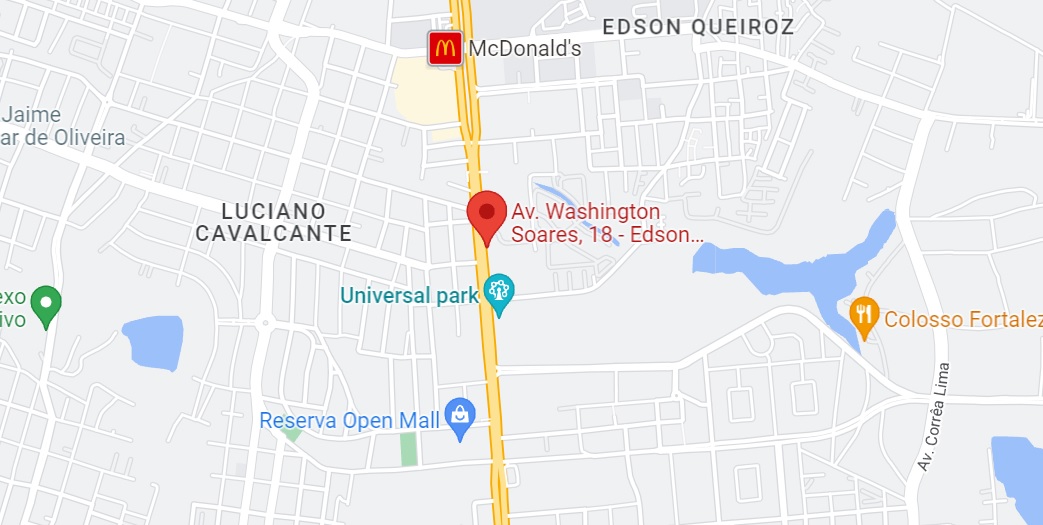 EDSON QUEIROZ
McDonald's
Jaime
ar de Oliveira
LUCIANO
CAVALCANTE
Av. Washington
Soares, 18 - Edson...
Universal park
exo
ivo
Colosso Fortalez
Reserva Open Mall
Av. Corrêa Lima